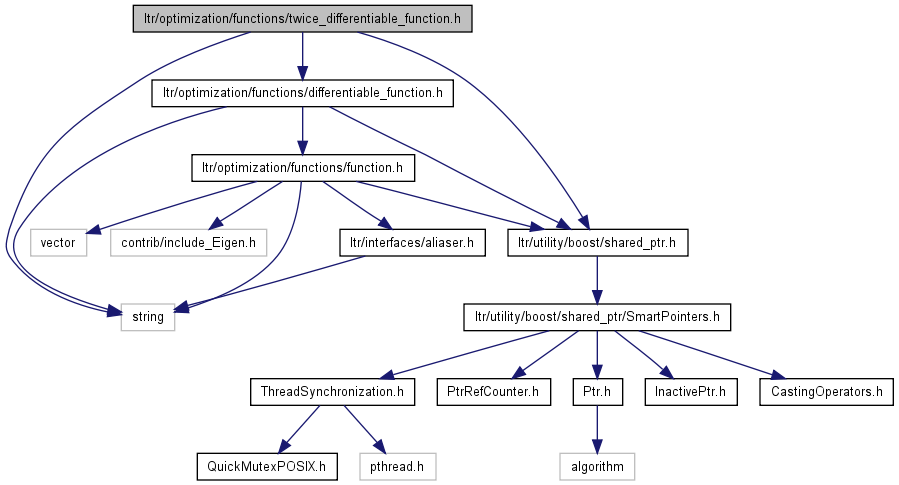 ltr/optimization/functions/twice_differentiable_function.h
ltr/optimization/functions/differentiable_function.h
ltr/optimization/functions/function.h
vector
contrib/include_Eigen.h
ltr/interfaces/aliaser.h
ltr/utility/boost/shared_ptr.h
string
ltr/utility/boost/shared_ptr/SmartPointers.h
ThreadSynchronization.h
PtrRefCounter.h
Ptr.h
InactivePtr.h
CastingOperators.h
QuickMutexPOSIX.h
pthread.h
algorithm